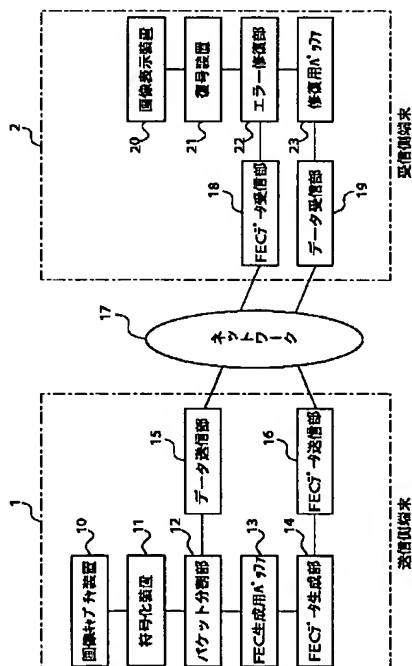 1
10
画像ｷｬﾌﾟﾁｬ装置
11
符号化装置
12
パケット分割部
13
FEC生成用ﾊﾞｯﾌｧ
14
FECﾃﾞｰﾀ生成部
15
データ送信部
16
FECﾃﾞｰﾀ送信部
送信側端末
17
ネットワーク
2
画像表示装置
20
復号装置
21
エラー修復部
22
修復用ﾊﾞｯﾌｧ
23
18
FECﾃﾞｰﾀ受信部
データ受信部
19
受信側端末